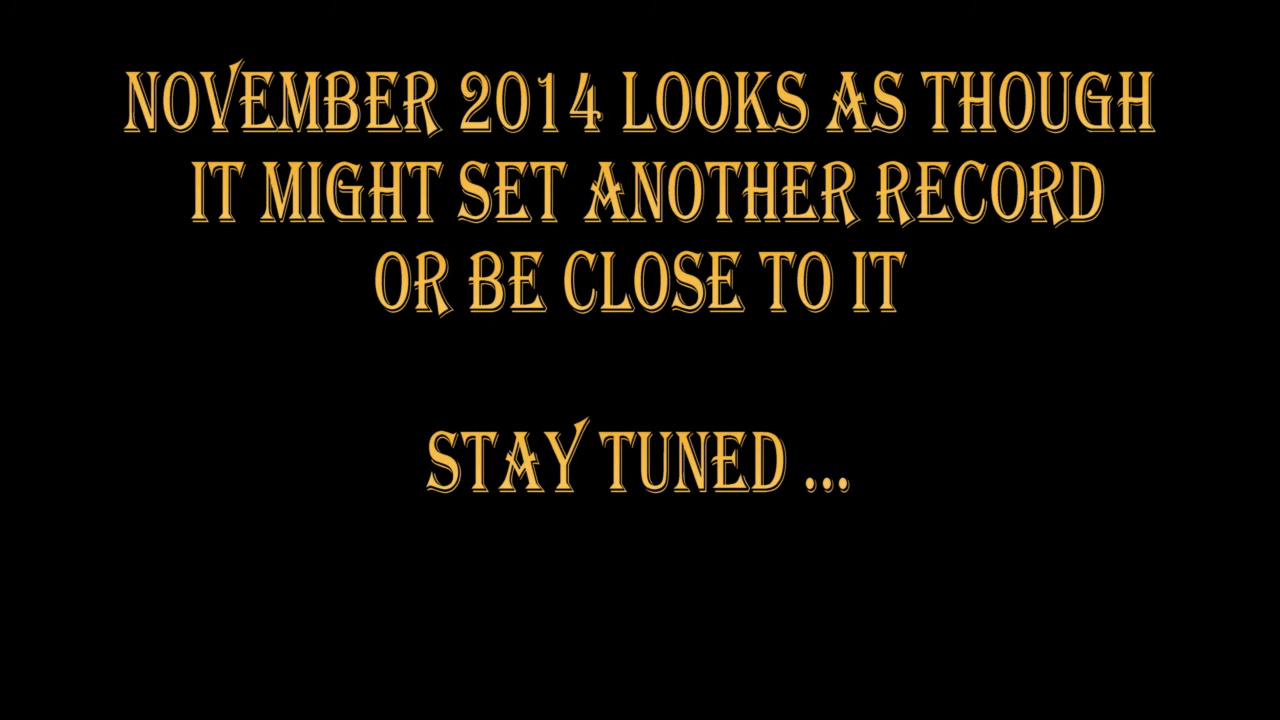 NOVEMBER 2014 LOOKS AS THOUGH
IT MIGHT SET ANOTHER RECORD
OR BE CLOSE TO IT
STAY TUNED ...